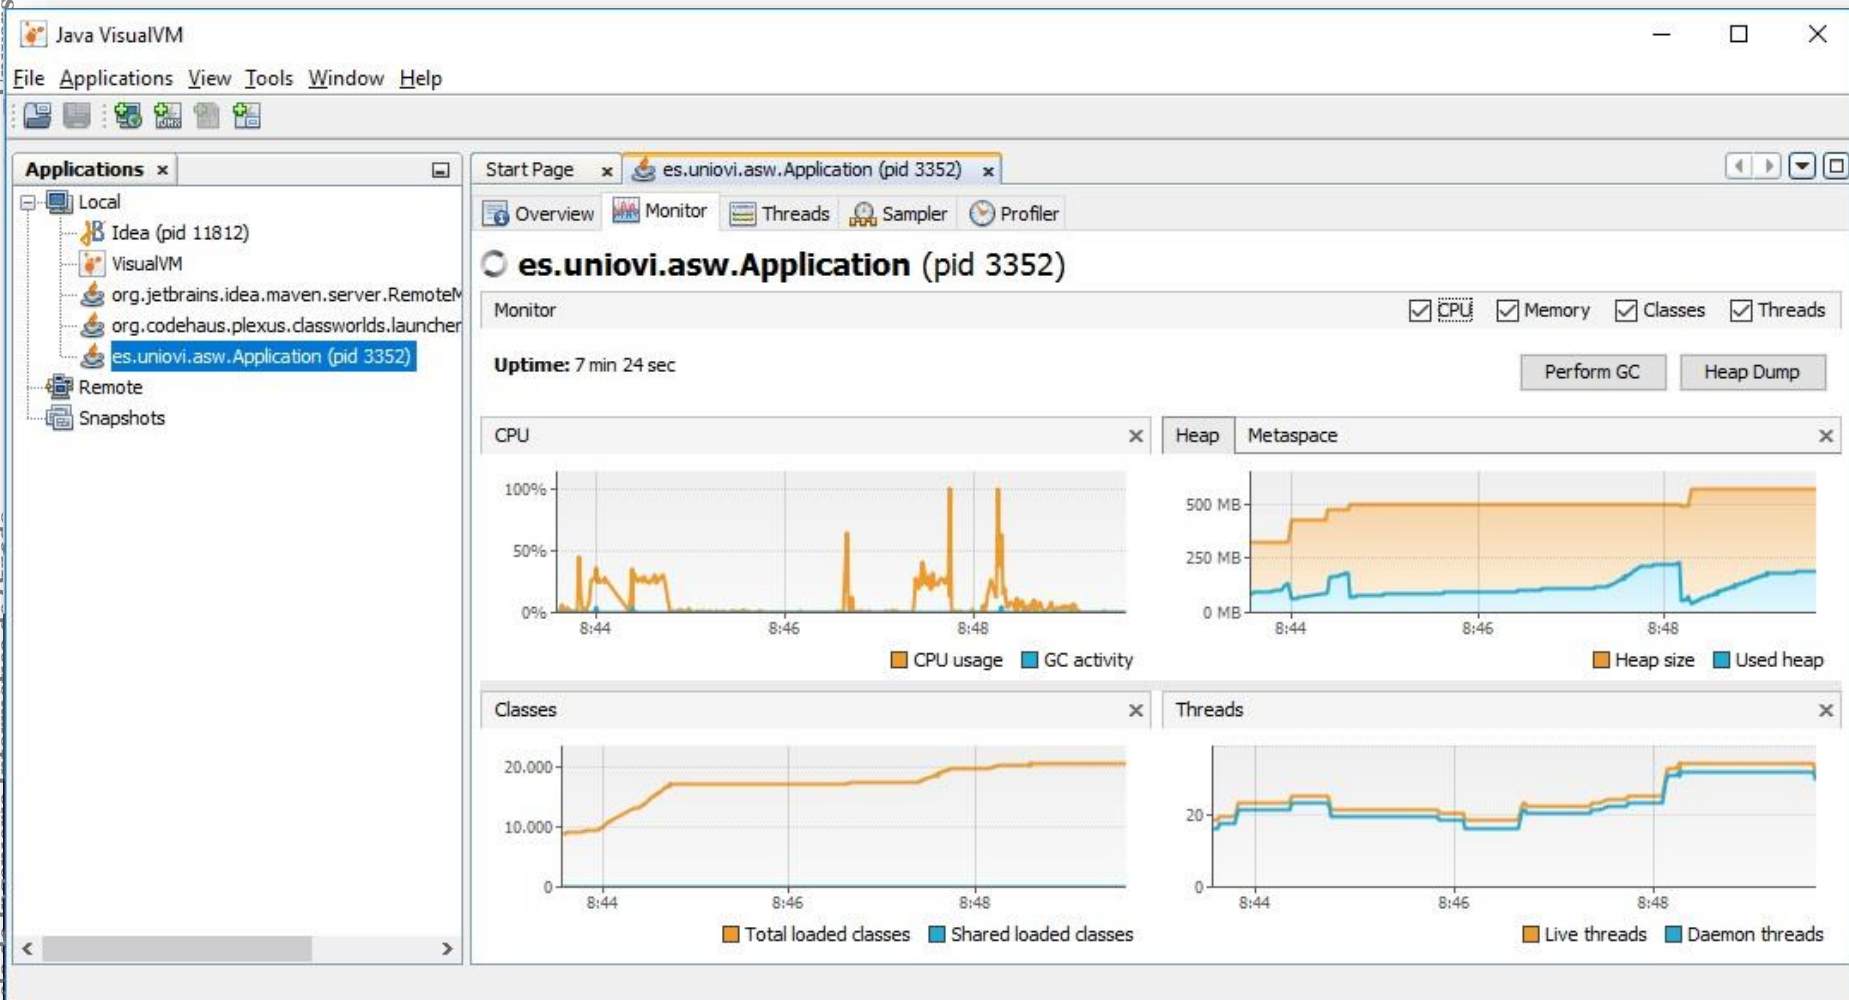 Java VisualVM
File Applications View Tools Window Help
Applications
Local
Idea (pid 11812)
VisualVM
org.jetbrains.idea.maven.server.RemoteM
org.codehaus.plexus.classworlds.launcher
es.uniovi.asw.Application (pid 3352)
Remote
Snapshots
Start Page es.uniovi.asw.Application (pid 3352)
Overview Monitor Threads Sampler Profiler
es.uniovi.asw.Application (pid 3352)
Monitor CPU Memory Classes Threads
Uptime: 7 min 24 sec Perform GC Heap Dump
CPU
100%
50%
0%
8:44 8:46 8:48
CPU usage GC activity
Heap Metaspace
500 MB
250 MB
0 MB
8:44 8:46 8:48
Heap size Used heap
Classes
20.000
10.000
0
8:44 8:46 8:48
Total loaded classes Shared loaded classes
Threads
20
0
8:44 8:46 8:48
Live threads Daemon threads